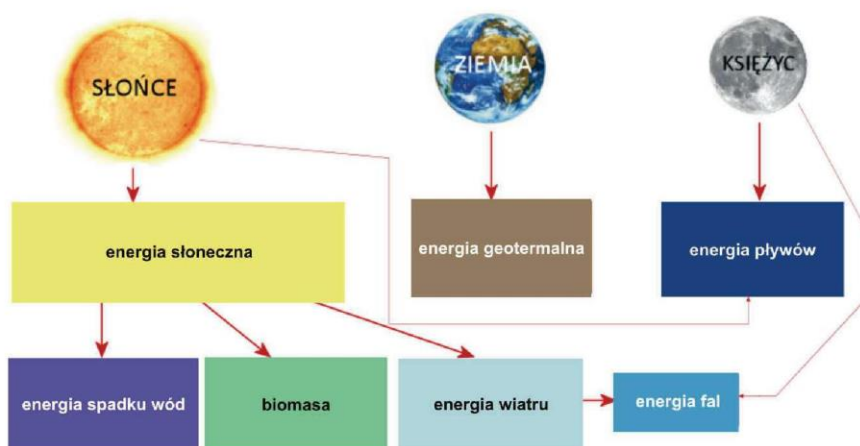 SŁOŃCE
ZIEMIA
KSIĘŻYC
energia słoneczna
energia geotermalna
energia pływów
energia spadku wód
biomasa
energia wiatru
energia fal